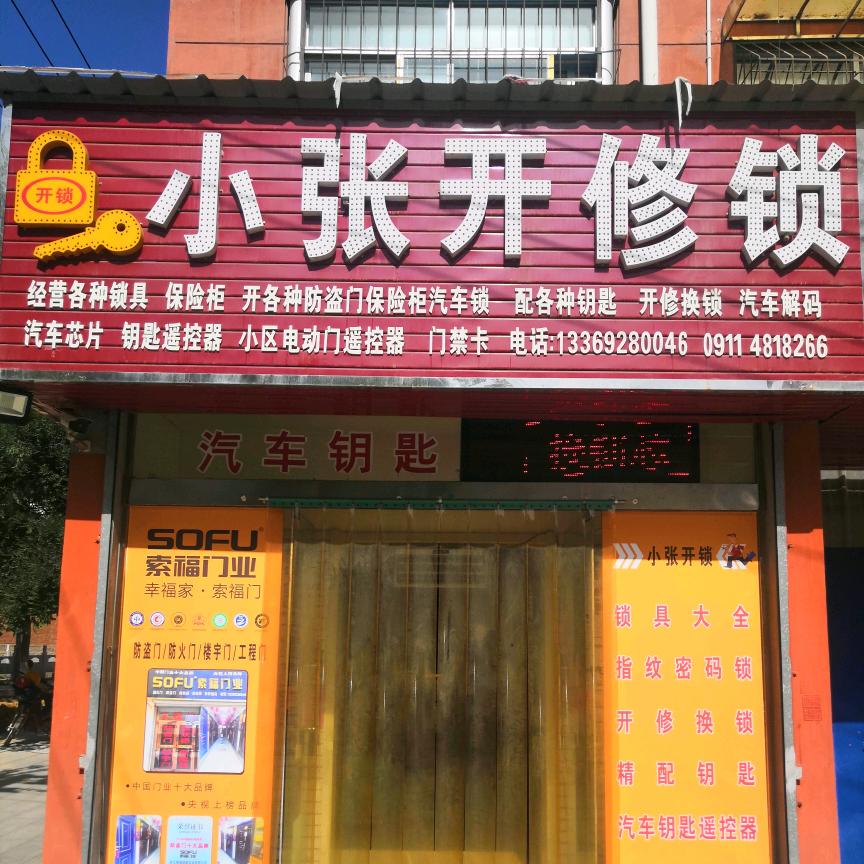 开锁
小张开修锁
经营各种锁具 保险柜 开各种防盗门保险柜汽车锁 配各种钥匙 开修换锁 汽车解码
汽车芯片 钥匙遥控器 小区电动门遥控器 门禁卡 电话:13369280046 0911 4818266
汽车钥匙
SOFU®
索福门业
幸福家·索福门
防盗门/防火门/楼宇门/工程门
SOFU 索福门业
•中国门业十大品牌
•央视上榜品牌
小张开锁
锁具大全
指纹密码锁
开修换锁
精配钥匙
汽车钥匙遥控器